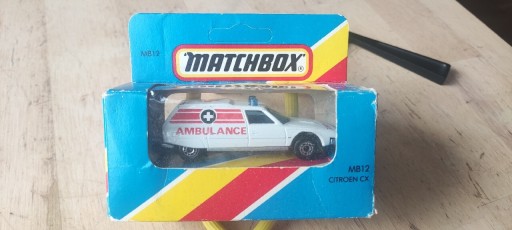 MB12
"MATCHBOX"®
AMBULANCE
MB12
CITROEN CX